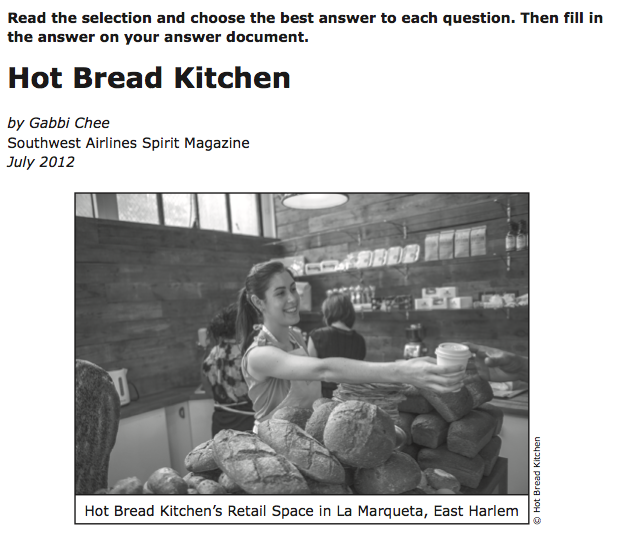 Read the selection and choose the best answer to each question. Then fill in
the answer on your answer document.
Hot Bread Kitchen
by Gabbi Chee
Southwest Airlines Spirit Magazine
July 2012
Hot Bread Kitchen’s Retail Space in La Marqueta, East Harlem
© Hot Bread Kitchen